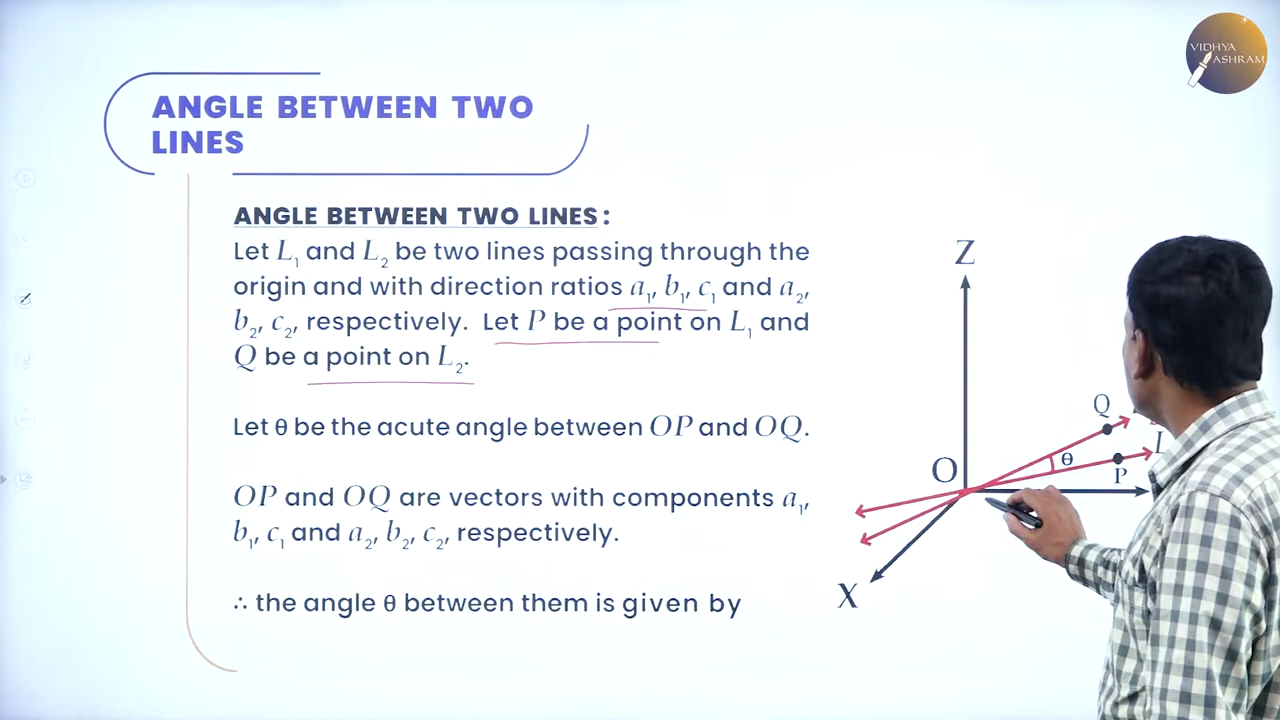 VIDHYA
ASHRAM
ANGLE BETWEEN TWO
LINES
ANGLE BETWEEN TWO LINES:
Let L₁ and L₂ be two lines passing through the
origin and with direction ratios a₁, b₁, c₁ and a₂,
b₂, c₂, respectively. Let P be a point on L₁ and
Q be a point on L₂.
Let θ be the acute angle between OP and OQ.
OP and OQ are vectors with components a₁,
b₁, c₁ and a₂, b₂, c₂, respectively.
∴ the angle θ between them is given by
Z
Q
θ
P
O
X